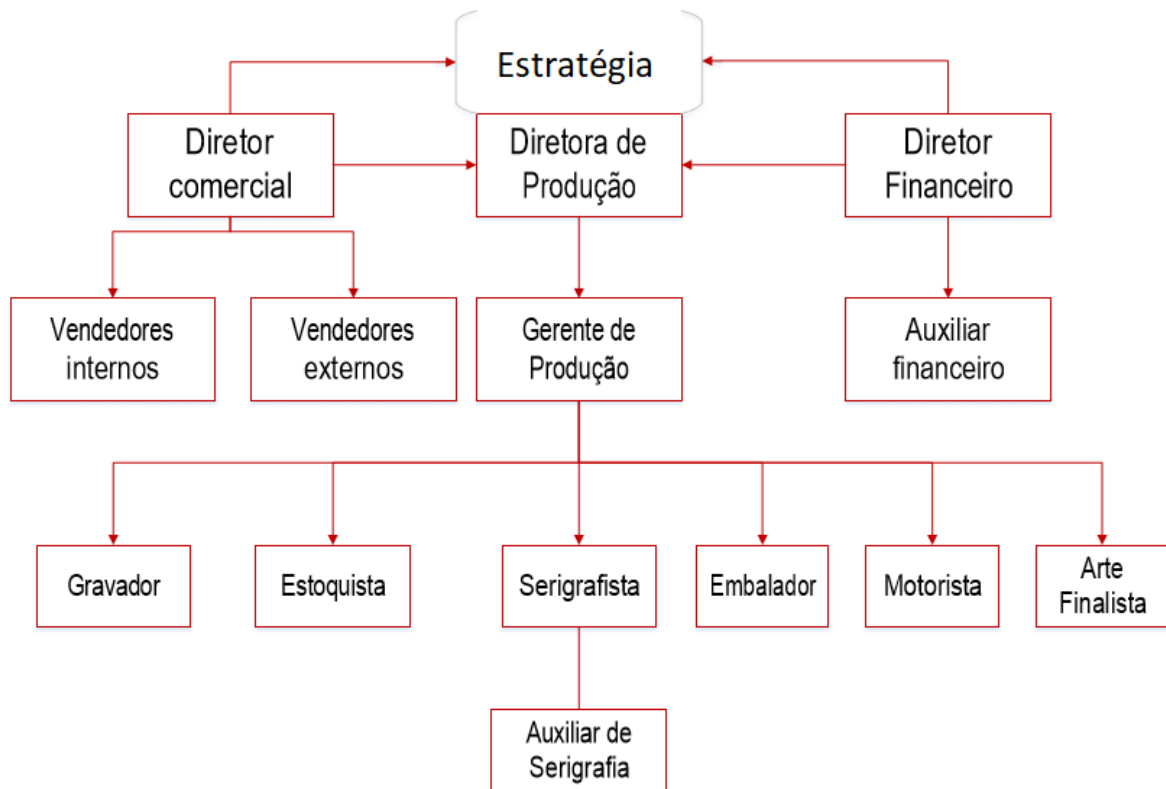 Estratégia
Diretor
comercial
Diretora de
Produção
Diretor
Financeiro
Vendedores
internos
Vendedores
externos
Gerente de
Produção
Auxiliar
financeiro
Gravador
Estoquista
Serigrafista
Embalador
Motorista
Arte
Finalista
Auxiliar de
Serigrafia